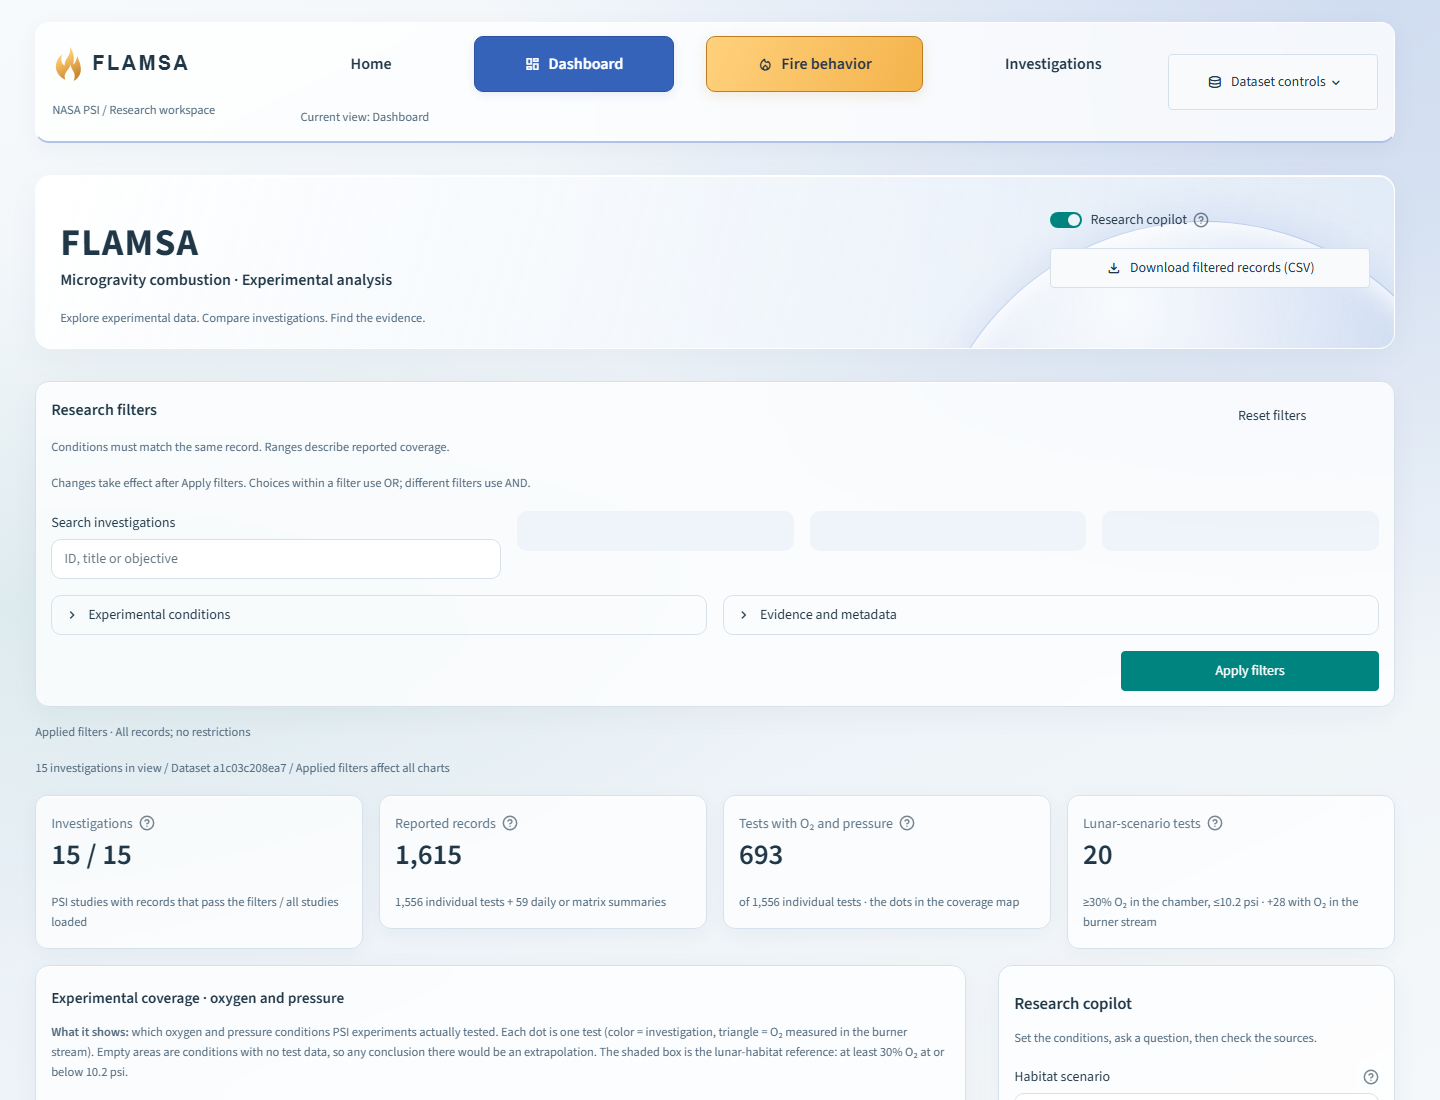 FLAMSA
Home
Dashboard
Fire behavior
Investigations
Dataset controls
NASA PSI / Research workspace
Current view: Dashboard
FLAMSA
Microgravity combustion · Experimental analysis
Explore experimental data. Compare investigations. Find the evidence.
Research copilot
Download filtered records (CSV)
Research filters
Reset filters
Conditions must match the same record. Ranges describe reported coverage.
Changes take effect after Apply filters. Choices within a filter use OR; different filters use AND.
Search investigations
ID, title or objective
Experimental conditions
Evidence and metadata
Apply filters
Applied filters · All records; no restrictions
15 investigations in view / Dataset a1c03c208ea7 / Applied filters affect all charts
Investigations
15 / 15
PSI studies with records that pass the filters / all studies
loaded
Reported records
1,615
1,556 individual tests + 59 daily or matrix summaries
Tests with O₂ and pressure
693
of 1,556 individual tests · the dots in the coverage map
Lunar-scenario tests
20
≥30% O₂ in the chamber, ≤10.2 psi · +28 with O₂ in the
burner stream
Experimental coverage · oxygen and pressure
What it shows: which oxygen and pressure conditions PSI experiments actually tested. Each dot is one test (color = investigation, triangle = O₂ measured in the burner
stream). Empty areas are conditions with no test data, so any conclusion there would be an extrapolation. The shaded box is the lunar-habitat reference: at least 30% O₂ at or
below 10.2 psi.
Research copilot
Set the conditions, ask a question, then check the sources.
Habitat scenario